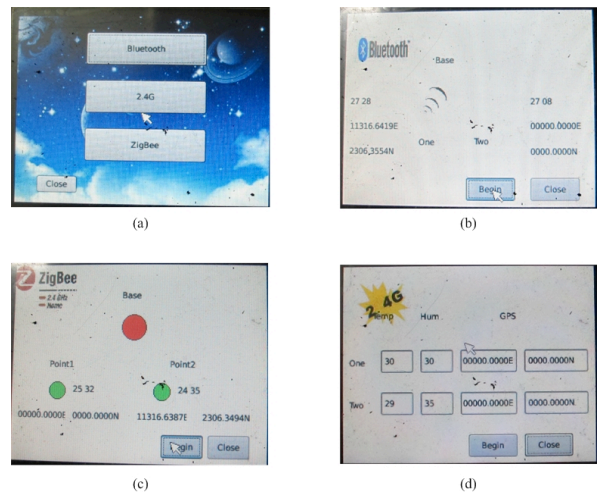 Bluetooth
2.4G
ZigBee
Close
(a)
Bluetooth
Base
27 28
27 08
11316.6419E
00000.0000E
One
Two
2306.3554N
0000.0000N
Begin
Close
(b)
ZigBee
2.4 GHz
Base
Point1
Point2
25 32
24 35
00000.0000E
0000.0000N
11316.6387E
2306.3494N
Close
(c)
2.4G
Hum
GPS
One
30
30
00000.0000E
0000.0000N
Two
29
35
00000.0000E
0000.0000N
Begin
Close
(d)